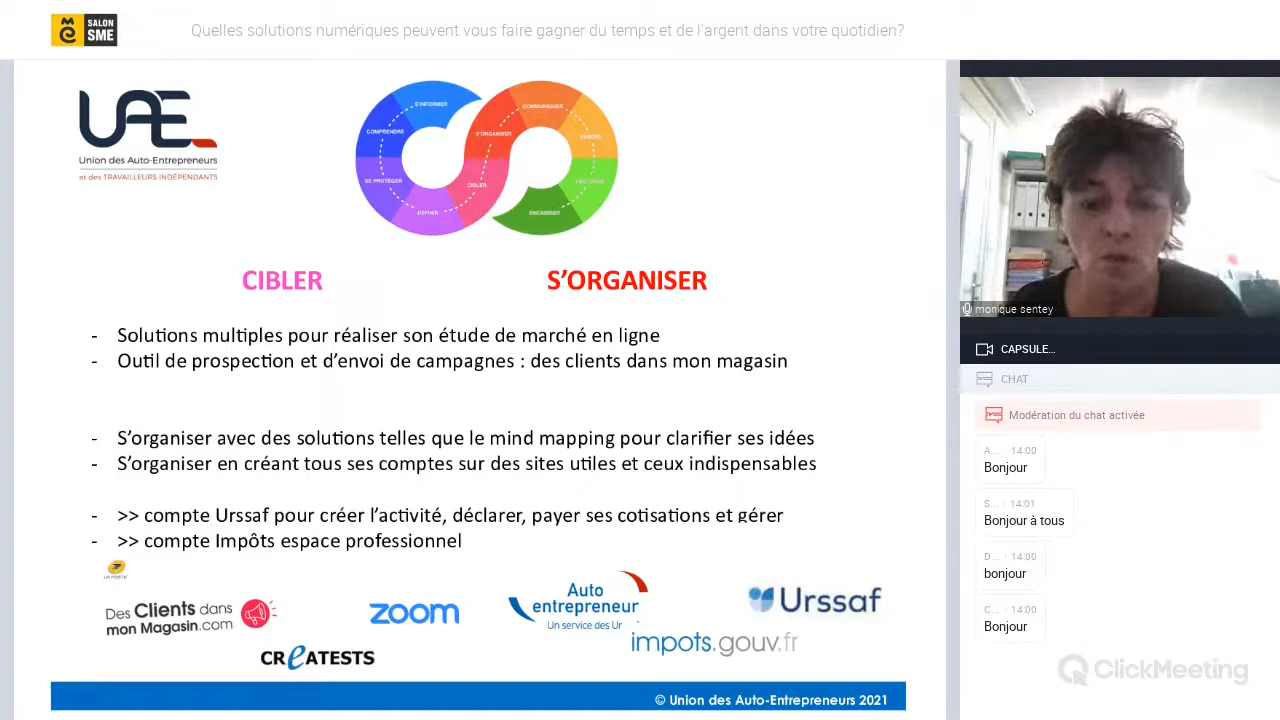 SALON
SME
Quelles solutions numériques peuvent vous faire gagner du temps et de l'argent dans votre quotidien?
UAE
Union des Auto-Entrepreneurs
et des TRAVAILLEURS INDÉPENDANTS
S'INFORMER
COMPRENDRE
SE PROTÉGER
DÉFINIR
CIBLER
S'ORGANISER
COMMUNIQUER
VENDRE
FACTURER
ENCAISSER
CIBLER
S'ORGANISER
- Solutions multiples pour réaliser son étude de marché en ligne
- Outil de prospection et d'envoi de campagnes : des clients dans mon magasin
- S'organiser avec des solutions telles que le mind mapping pour clarifier ses idées
- S'organiser en créant tous ses comptes sur des sites utiles et ceux indispensables
- >> compte Urssaf pour créer l'activité, déclarer, payer ses cotisations et gérer
- >> compte Impôts espace professionnel
LA POSTE
Des Clients dans
mon Magasin.com
zoom
CREATESTS
Auto
entrepreneur
Un service des Ur
Urssaf
impots.gouv.fr
© Union des Auto-Entrepreneurs 2021
monique sentey
CAPSULE...
CHAT
Modération du chat activée
A... 14:00
Bonjour
S... 14:01
Bonjour à tous
D... 14:00
bonjour
C... 14:00
Bonjour
ClickMeeting